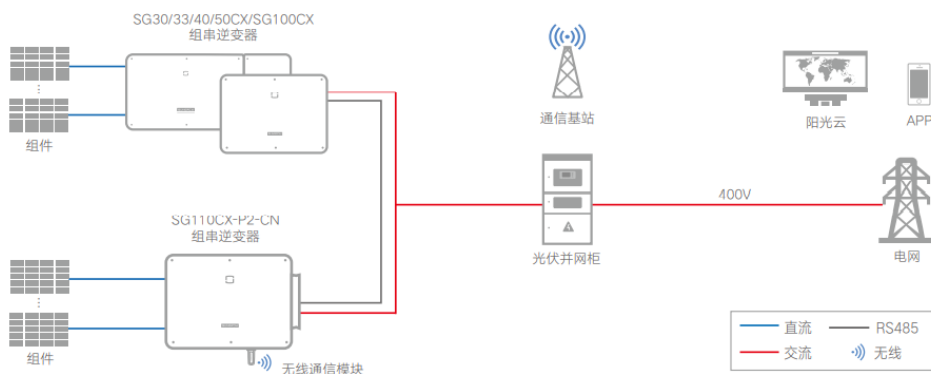 SG30/33/40/50CX/SG100CX
组串逆变器
组件
通信基站
阳光云
APP
SG110CX-P2-CN
组串逆变器
400V
光伏并网柜
电网
组件
无线通信模块
直流
RS485
交流
无线